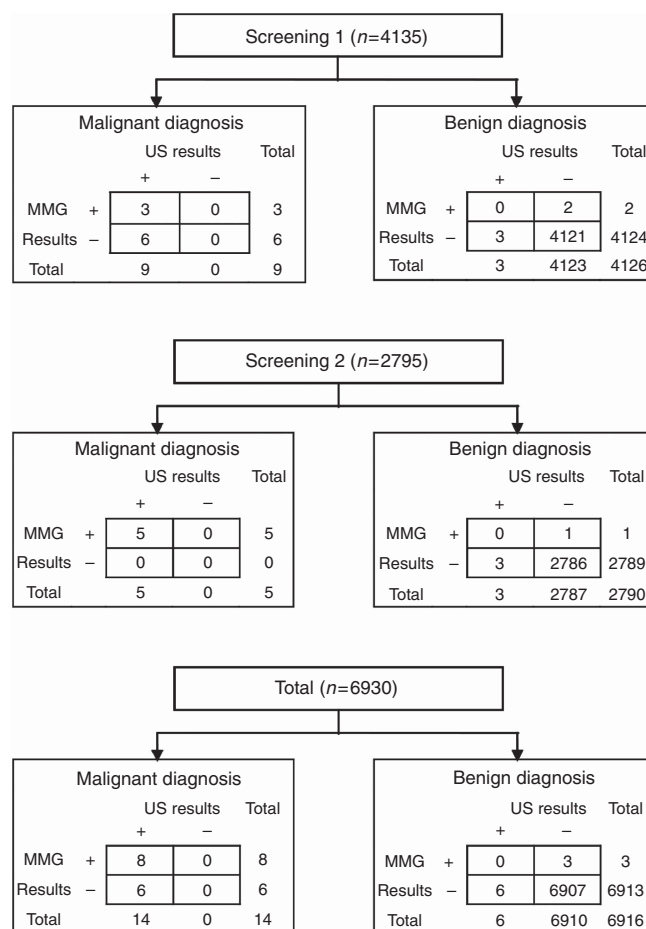 Screening 1 (n=4135)
Malignant diagnosis
US results Total
+ –
MMG + 3 0 3
Results – 6 0 6
Total 9 0 9
Benign diagnosis
US results Total
+ –
MMG + 0 2 2
Results – 3 4121 4124
Total 3 4123 4126
Screening 2 (n=2795)
Malignant diagnosis
US results Total
+ –
MMG + 5 0 5
Results – 0 0 0
Total 5 0 5
Benign diagnosis
US results Total
+ –
MMG + 0 1 1
Results – 3 2786 2789
Total 3 2787 2790
Total (n=6930)
Malignant diagnosis
US results Total
+ –
MMG + 8 0 8
Results – 6 0 6
Total 14 0 14
Benign diagnosis
US results Total
+ –
MMG + 0 3 3
Results – 6 6907 6913
Total 6 6910 6916